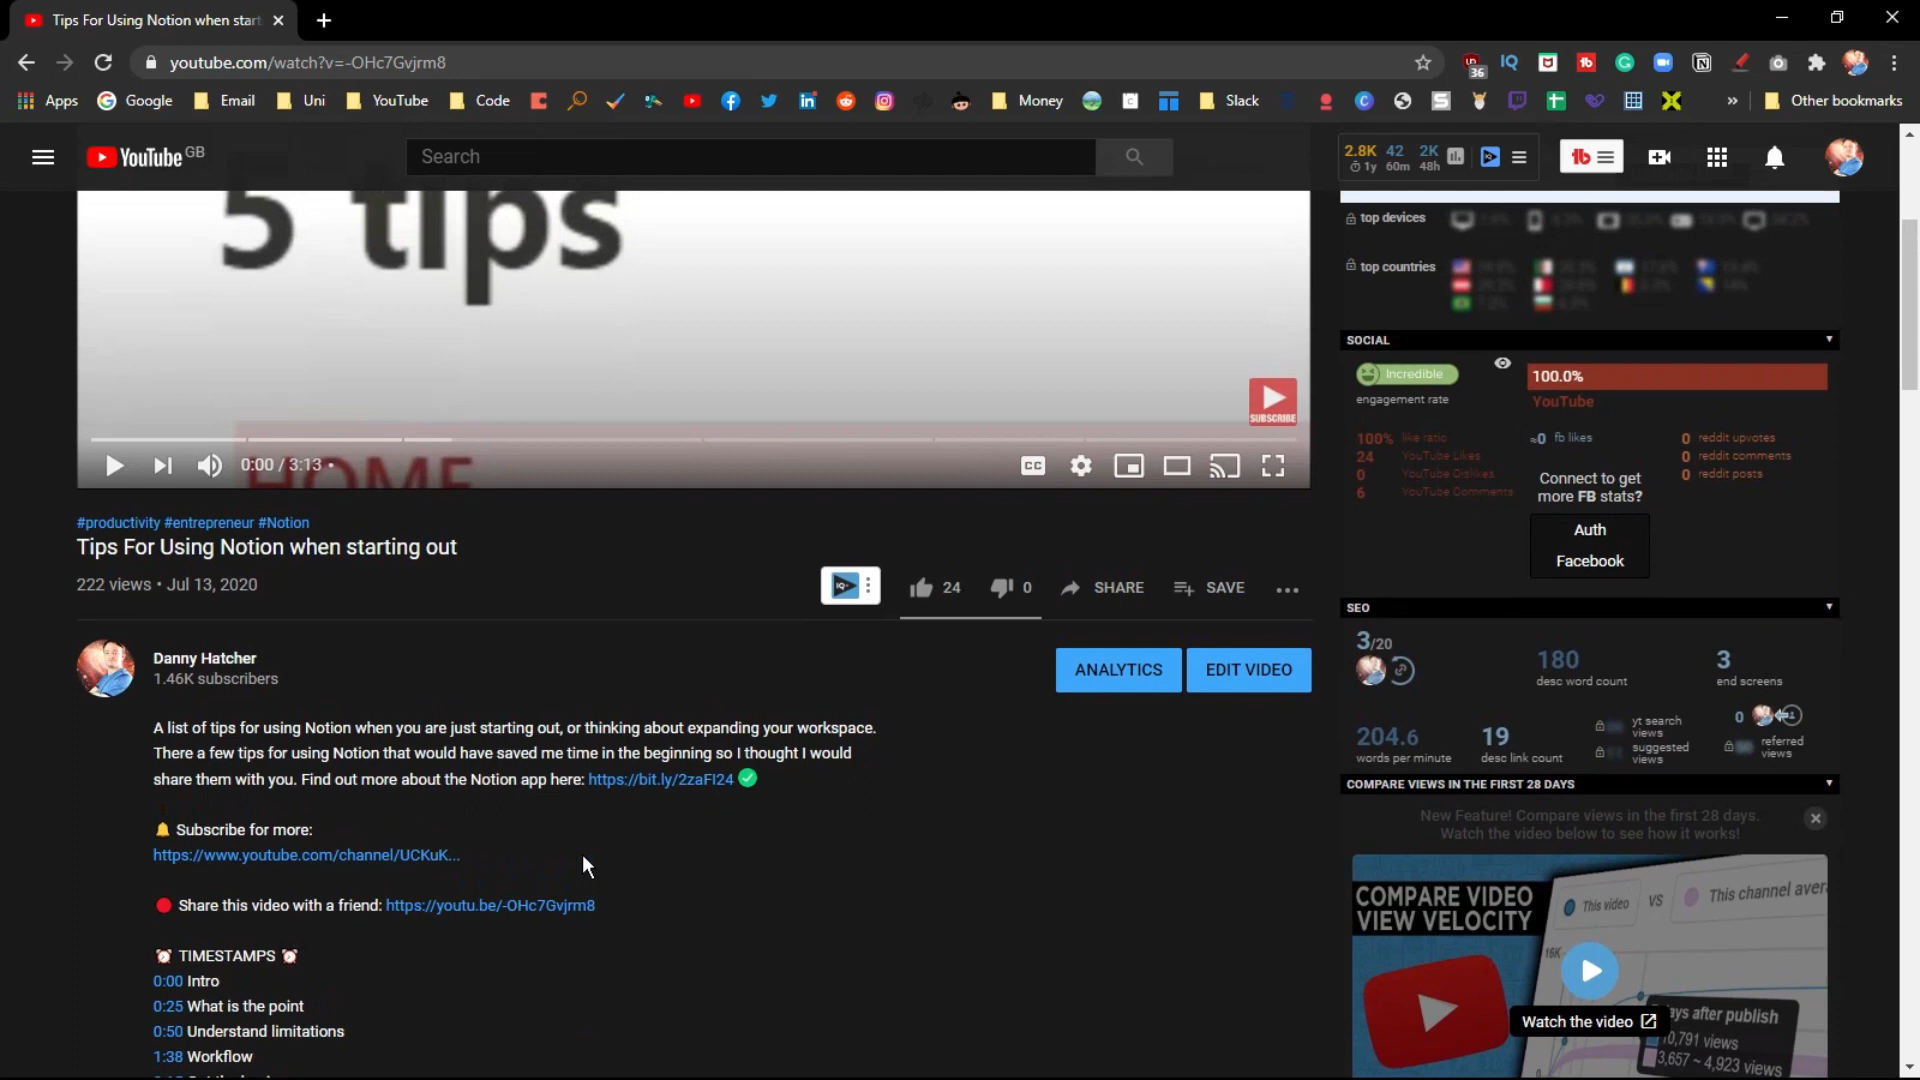 Tips For Using Notion when start
youtube.com/watch?v=-OHc7Gvjrm8
36
Apps
Google
Email
Uni
YouTube
Code
Money
Slack
»
Other bookmarks
YouTube GB
Search
2.8K 42 2K
1y 60m 48h
5 tips
HOME
SUBSCRIBE
0:00 / 3:13 •
CC
#productivity #entrepreneur #Notion
Tips For Using Notion when starting out
222 views • Jul 13, 2020
24
0
SHARE
SAVE
Danny Hatcher
1.46K subscribers
ANALYTICS
EDIT VIDEO
A list of tips for using Notion when you are just starting out, or thinking about expanding your workspace.
There a few tips for using Notion that would have saved me time in the beginning so I thought I would
share them with you. Find out more about the Notion app here: https://bit.ly/2zaFI24
Subscribe for more:
https://www.youtube.com/channel/UCKuK...
Share this video with a friend: https://youtu.be/-OHc7Gvjrm8
TIMESTAMPS
0:00 Intro
0:25 What is the point
0:50 Understand limitations
1:38 Workflow
top devices
top countries
SOCIAL
Incredible
engagement rate
100.0%
YouTube
100% like ratio
24 YouTube Likes
0 YouTube Dislikes
6 YouTube Comments
≈0 fb likes
Connect to get
more FB stats?
Auth
Facebook
0 reddit upvotes
0 reddit comments
0 reddit posts
SEO
3/20
180
desc word count
3
end screens
204.6
words per minute
19
desc link count
yt search
views
suggested
views
0
referred
views
COMPARE VIEWS IN THE FIRST 28 DAYS
New Feature! Compare views in the first 28 days.
Watch the video below to see how it works!
COMPARE VIDEO
VIEW VELOCITY
This video
VS
This channel aver
16K
Watch the video
ays after publish
10,791 views
3,657 ~ 4,923 views